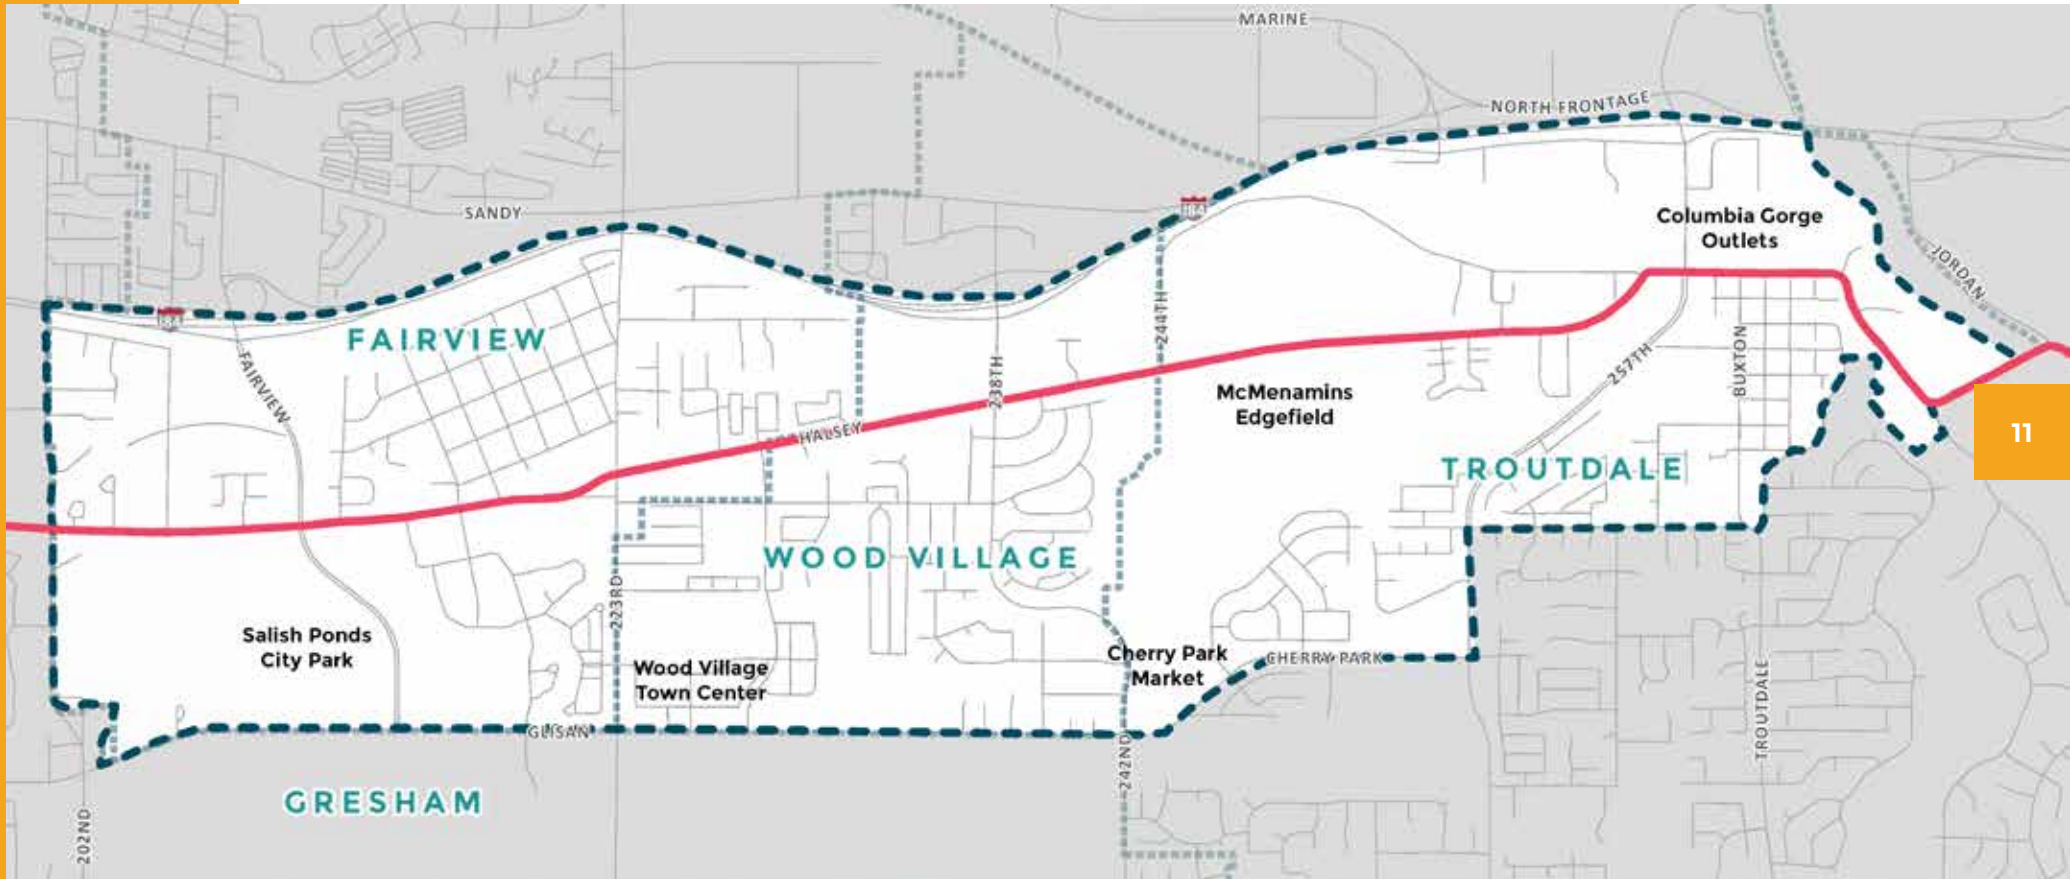 MARINE
NORTH FRONTAGE
SANDY
84
Columbia Gorge
Outlets
JORDAN
84
FAIRVIEW
FAIRVIEW
244TH
238TH
257TH
BUXTON
McMenamins
Edgefield
HALSEY
11
TROUTDALE
WOOD VILLAGE
223RD
Salish Ponds
City Park
Wood Village
Town Center
Cherry Park
Market
CHERRY PARK
TROUTDALE
GLISAN
242ND
GRESHAM
202ND